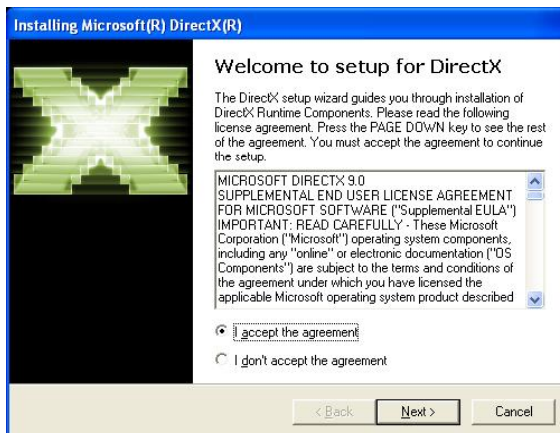 Installing Microsoft(R) DirectX(R)
Welcome to setup for DirectX
The DirectX setup wizard guides you through installation of
DirectX Runtime Components. Please read the following
license agreement. Press the PAGE DOWN key to see the rest
of the agreement. You must accept the agreement to continue
the setup.
MICROSOFT DIRECTX 9.0
SUPPLEMENTAL END USER LICENSE AGREEMENT
FOR MICROSOFT SOFTWARE ("Supplemental EULA")
IMPORTANT: READ CAREFULLY - These Microsoft
Corporation ("Microsoft") operating system components,
including any "online" or electronic documentation ("OS
Components") are subject to the terms and conditions of
the agreement under which you have licensed the
applicable Microsoft operating system product described
I accept the agreement
I don't accept the agreement
< Back
Next >
Cancel